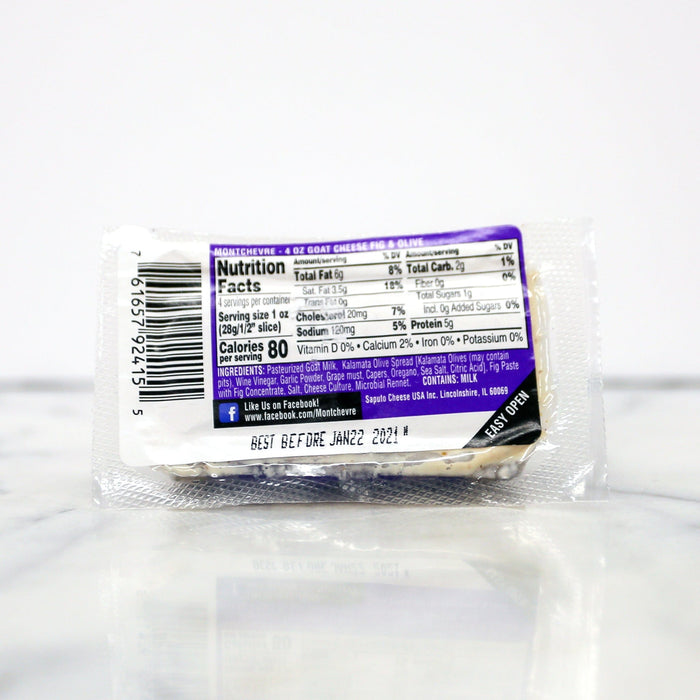 MONTCHEVRE - 4 OZ GOAT CHEESE FIG & OLIVE
Nutrition
Facts
4 servings per container
Serving size 1 oz
(28g/1/2" slice)
Calories
per serving 80
Amount/serving % DV
Total Fat 6g 8%
Sat. Fat 3.5g 18%
Trans Fat 0g
Cholesterol 20mg 7%
Sodium 120mg 5%
Amount/serving % DV
Total Carb. 2g 1%
Fiber 0g 0%
Total Sugars 1g
Incl. 0g Added Sugars 0%
Protein 5g
Vitamin D 0% • Calcium 2% • Iron 0% • Potassium 0%
INGREDIENTS: Pasteurized Goat Milk, Kalamata Olive Spread [Kalamata Olives (may contain
pits), Wine Vinegar, Garlic Powder, Grape must, Capers, Oregano, Sea Salt, Citric Acid], Fig Paste
with Fig Concentrate, Salt, Cheese Culture, Microbial Rennet. CONTAINS: MILK
f Like Us on Facebook!
www.facebook.com/Montchevre
Saputo Cheese USA Inc. Lincolnshire, IL 60069
EASY OPEN
BEST BEFORE JAN22 2021
7 61657 92415 5